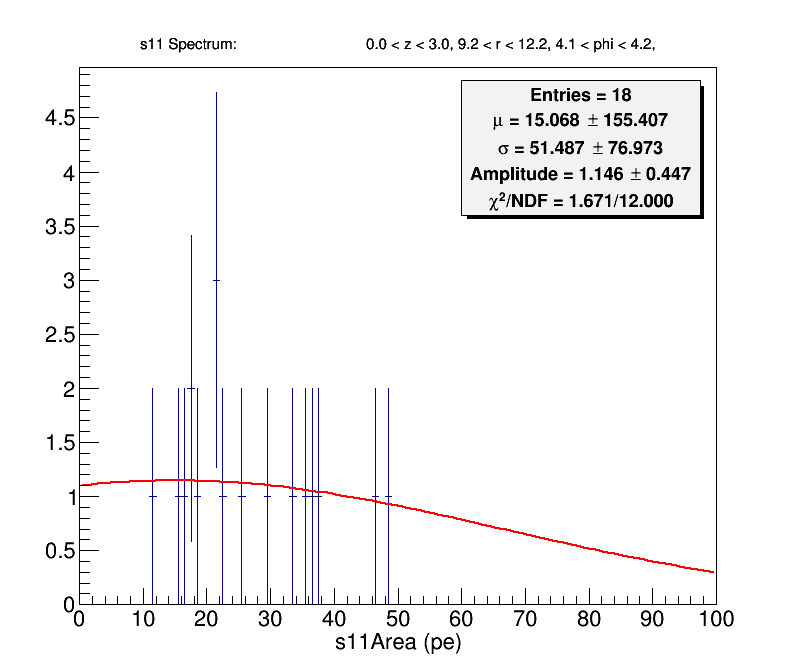 s11 Spectrum: 0.0 < z < 3.0, 9.2 < r < 12.2, 4.1 < phi < 4.2,
Entries = 18
μ = 15.068 ± 155.407
σ = 51.487 ± 76.973
Amplitude = 1.146 ± 0.447
χ²/NDF = 1.671/12.000
4.5
4
3.5
3
2.5
2
1.5
1
0.5
0
0 10 20 30 40 50 60 70 80 90 100
s11Area (pe)